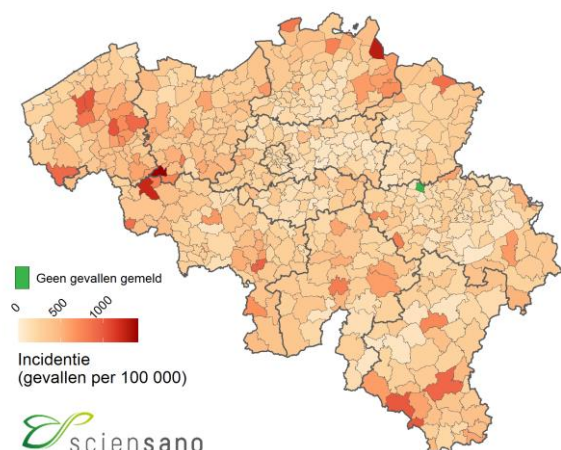 Geen gevallen gemeld
0 500 1000
Incidentie
(gevallen per 100 000)
sciensano